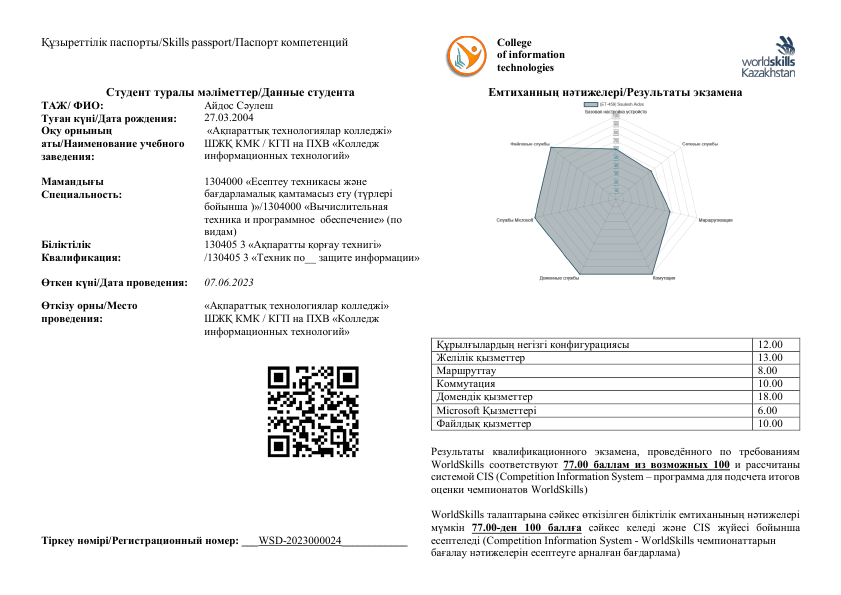 Құзыреттілік паспорты/Skills passport/Паспорт компетенций
Студент туралы мәліметтер/Данные студента
ТАЖ/ ФИО: Айдос Сәулеш
Туған күні/Дата рождения: 27.03.2004
Оқу орнының «Ақпараттық технологиялар колледжі»
аты/Наименование учебного ШЖҚ КМК / КГП на ПХВ «Колледж
заведения: информационных технологий»
Мамандығы 1304000 «Есептеу техникасы және
Специальность: бағдарламалық қамтамасыз ету (түрлері
бойынша )»/1304000 «Вычислительная
техника и программное обеспечение» (по
видам)
Біліктілік 130405 3 «Ақпаратты қорғау технигі»
Квалификация: /130405 3 «Техник по__ защите информации»
Өткен күні/Дата проведения: 07.06.2023
Өткізу орны/Место «Ақпараттық технологиялар колледжі»
проведения: ШЖҚ КМК / КГП на ПХВ «Колледж
информационных технологий»
Тіркеу нөмірі/Регистрационный номер: ___WSD-2023000024____________
College
of information
technologies
worldskills
Kazakhstan
Емтиханның нәтижелері/Результаты экзамена
Базовая настройка устройств
Файловые службы
Сетевые службы
Службы Microsoft
Маршрутизация
Доменные службы
Коммутация
Құрылғылардың негізгі конфигурациясы 12.00
Желілік қызметтер 13.00
Маршруттау 8.00
Коммутация 10.00
Домендік қызметтер 18.00
Microsoft Қызметтері 6.00
Файлдық қызметтер 10.00
Результаты квалификационного экзамена, проведённого по требованиям
WorldSkills соответствуют 77.00 баллам из возможных 100 и рассчитаны
системой CIS (Competition Information System – программа для подсчета итогов
оценки чемпионатов WorldSkills)
WorldSkills талаптарына сәйкес өткізілген біліктілік емтиханының нәтижелері
мүмкін 77.00-ден 100 баллға сәйкес келеді және CIS жүйесі бойынша
есептеледі (Competition Information System - WorldSkills чемпионаттарын
бағалау нәтижелерін есептеуге арналған бағдарлама)